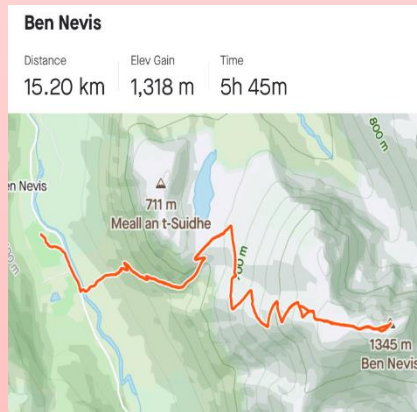 Ben Nevis
Distance Elev Gain Time
15.20 km 1,318 m 5h 45m
800 m
en Nevis
711 m
Meall an t-Suidhe
700 m
1345 m
Ben Nevis